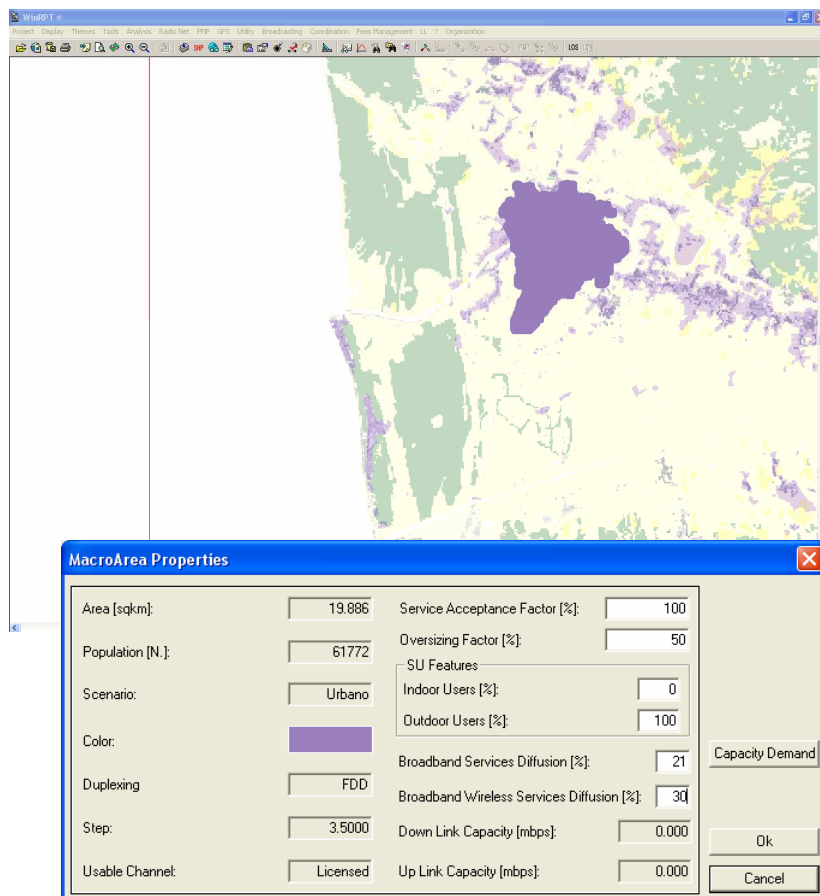 WinRPT ®
Project Display Themes Tools Analysis Radio Net PMP GPS Utility Broadcasting Coordination Fees Management LL ? Organization
SHP PMP LOS
MacroArea Properties
Area [sqkm]: 19.886
Population [N.]: 61772
Scenario: Urbano
Color:
Duplexing FDD
Step: 3.5000
Usable Channel: Licensed
Service Acceptance Factor [%]: 100
Oversizing Factor [%]: 50
SU Features
Indoor Users [%]: 0
Outdoor Users [%]: 100
Broadband Services Diffusion [%]: 21
Broadband Wireless Services Diffusion [%]: 30
Down Link Capacity [mbps]: 0.000
Up Link Capacity [mbps]: 0.000
Capacity Demand
Ok
Cancel